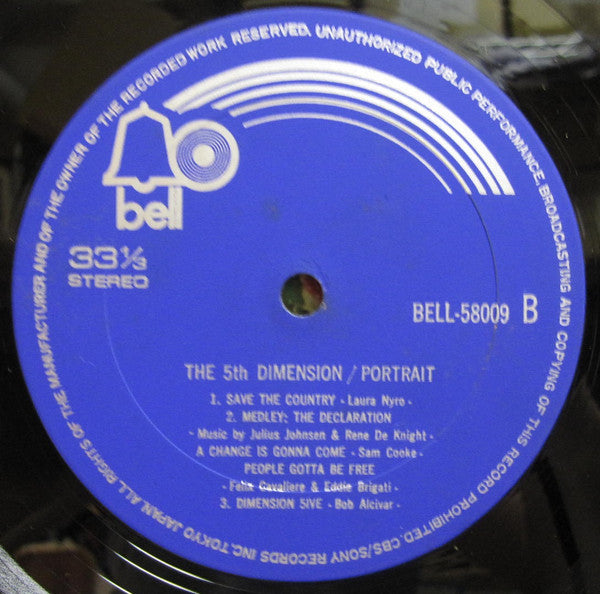 ALL RIGHTS OF THE MANUFACTURER AND OF THE OWNER OF THE RECORDED WORK RESERVED. UNAUTHORIZED PUBLIC PERFORMANCE, BROADCASTING AND COPYING OF THIS RECORD PROHIBITED. CBS/SONY RECORDS INC. TOKYO JAPAN.
bell
33⅓
STEREO
BELL-58009 B
THE 5th DIMENSION / PORTRAIT
1. SAVE THE COUNTRY - Laura Nyro -
2. MEDLEY: THE DECLARATION
- Music by Julius Johnsen & Rene De Knight -
A CHANGE IS GONNA COME - Sam Cooke -
PEOPLE GOTTA BE FREE
- Felix Cavaliere & Eddie Brigati -
3. DIMENSION 5IVE - Bob Alcivar -